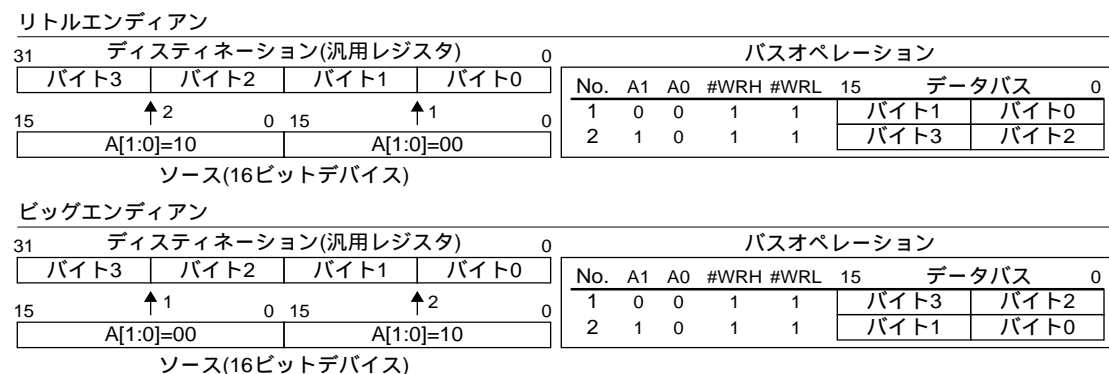 リトルエンディアン
31 ディスティネーション(汎用レジスタ) 0 バスオペレーション
バイト3 バイト2 バイト1 バイト0 No. A1 A0 #WRH #WRL 15 データバス 0
2 1 1 0 0 1 1 バイト1 バイト0
15 0 15 0 2 1 0 1 1 バイト3 バイト2
A[1:0]=10 A[1:0]=00
ソース(16ビットデバイス)
ビッグエンディアン
31 ディスティネーション(汎用レジスタ) 0 バスオペレーション
バイト3 バイト2 バイト1 バイト0 No. A1 A0 #WRH #WRL 15 データバス 0
1 2 1 0 0 1 1 バイト3 バイト2
15 0 15 0 2 1 0 1 1 バイト1 バイト0
A[1:0]=00 A[1:0]=10
ソース(16ビットデバイス)